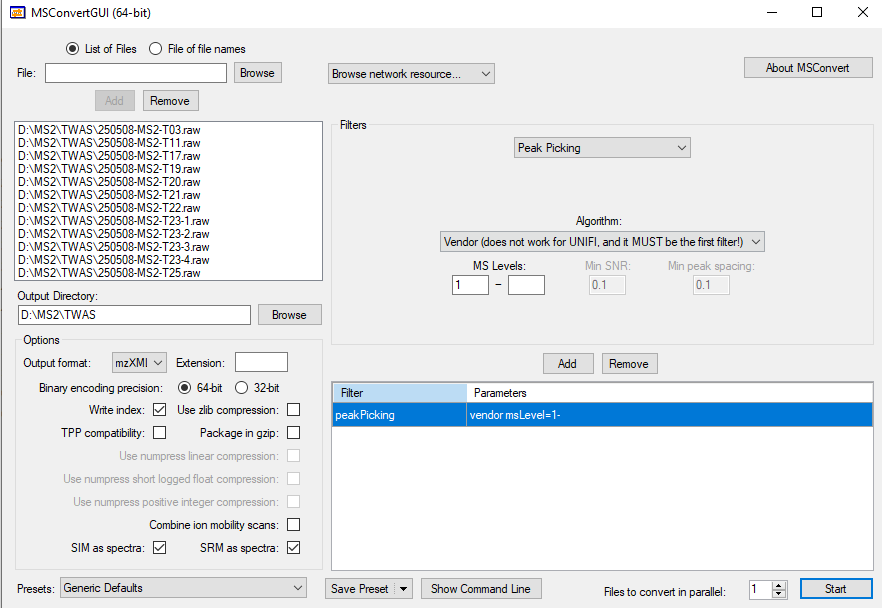 MSConvertGUI (64-bit)
List of Files
File of file names
File:
Browse
Browse network resource...
About MSConvert
Add
Remove
D:\MS2\TWAS\250508-MS2-T03.raw
D:\MS2\TWAS\250508-MS2-T11.raw
D:\MS2\TWAS\250508-MS2-T17.raw
D:\MS2\TWAS\250508-MS2-T19.raw
D:\MS2\TWAS\250508-MS2-T20.raw
D:\MS2\TWAS\250508-MS2-T21.raw
D:\MS2\TWAS\250508-MS2-T22.raw
D:\MS2\TWAS\250508-MS2-T23-1.raw
D:\MS2\TWAS\250508-MS2-T23-2.raw
D:\MS2\TWAS\250508-MS2-T23-3.raw
D:\MS2\TWAS\250508-MS2-T23-4.raw
D:\MS2\TWAS\250508-MS2-T25.raw
Output Directory:
D:\MS2\TWAS
Browse
Options
Output format:
mzXMl
Extension:
Binary encoding precision:
64-bit
32-bit
Write index:
Use zlib compression:
TPP compatibility:
Package in gzip:
Use numpress linear compression:
Use numpress short logged float compression:
Use numpress positive integer compression:
Combine ion mobility scans:
SIM as spectra:
SRM as spectra:
Filters
Peak Picking
Algorithm:
Vendor (does not work for UNIFI, and it MUST be the first filter!)
MS Levels:
Min SNR:
Min peak spacing:
1
-
0.1
0.1
Add
Remove
Filter
Parameters
peakPicking
vendor msLevel=1-
Presets:
Generic Defaults
Save Preset
Show Command Line
Files to convert in parallel:
1
Start